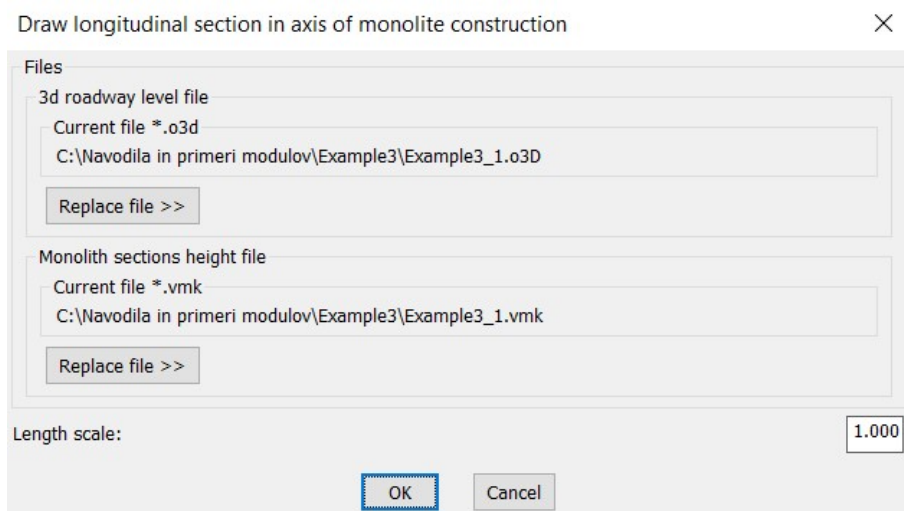 Draw longitudinal section in axis of monolite construction
Files
3d roadway level file
Current file *.o3d
C:\Navodila in primeri modulov\Example3\Example3_1.o3D
Replace file >>
Monolith sections height file
Current file *.vmk
C:\Navodila in primeri modulov\Example3\Example3_1.vmk
Replace file >>
Length scale: 1.000
OK Cancel